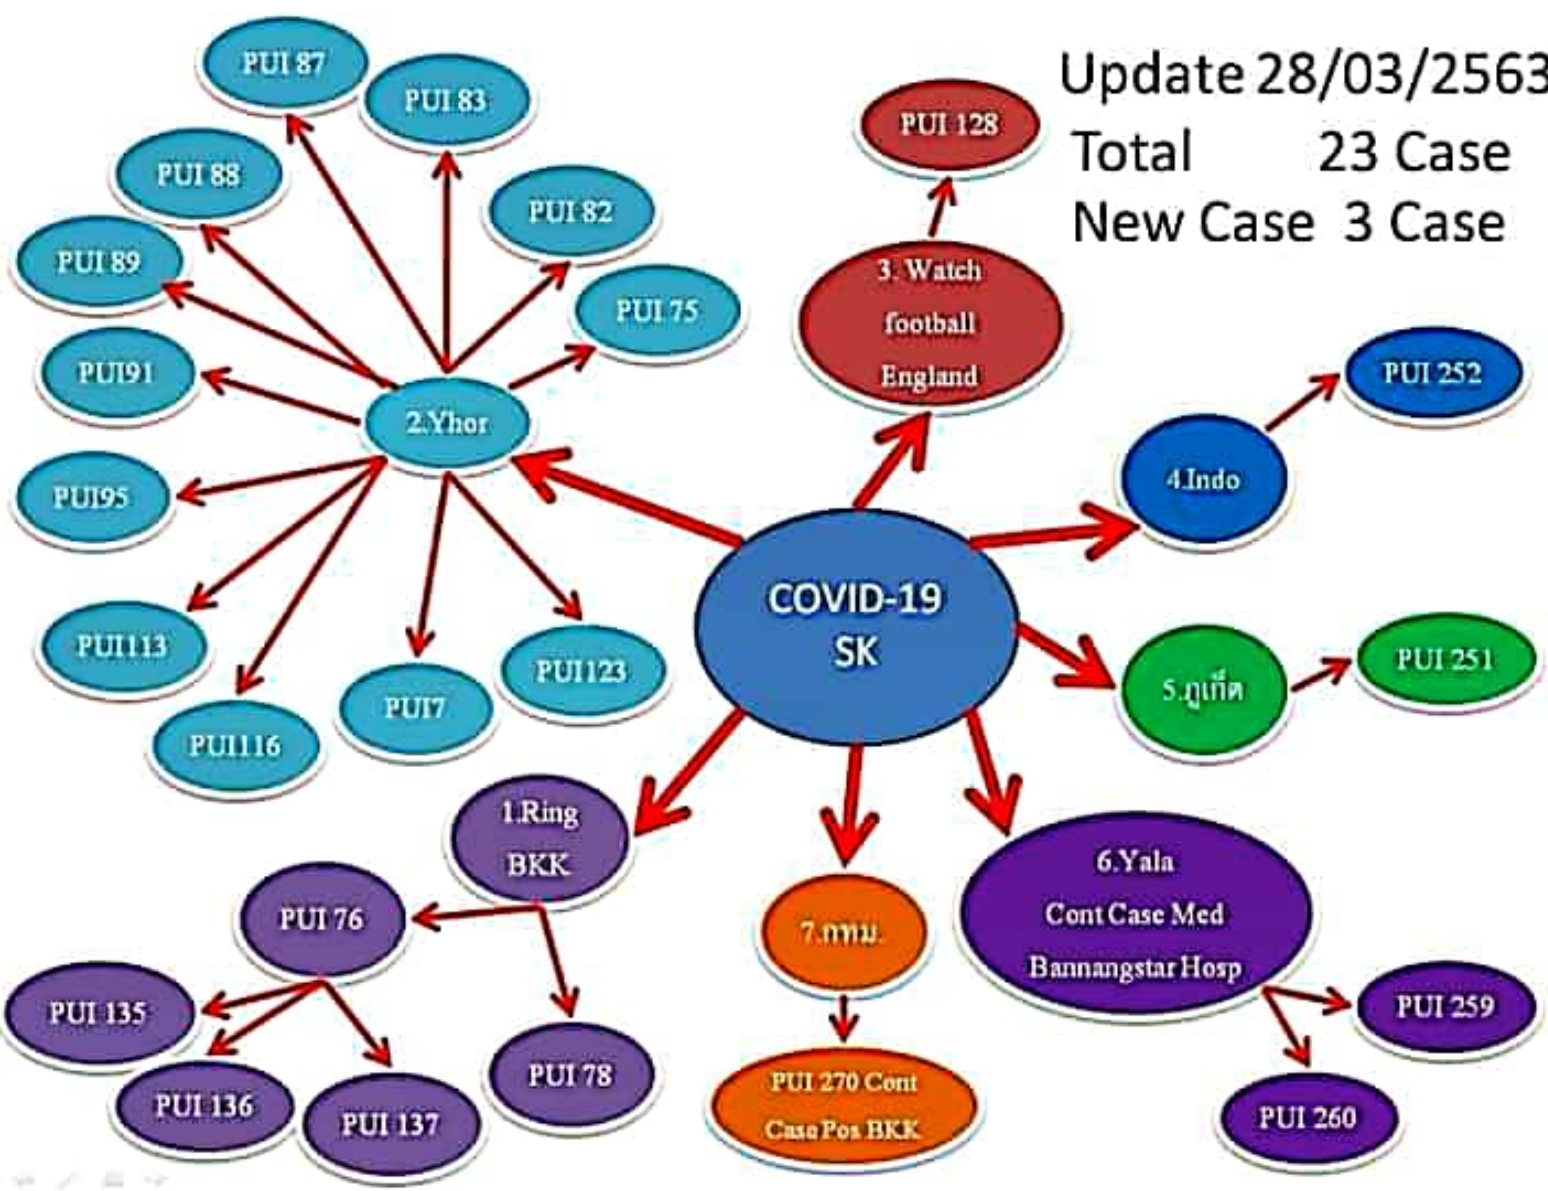 Update 28/03/2563
Total 23 Case
New Case 3 Case
PUI 87
PUI 83
PUI 88
PUI 82
PUI 89
PUI 75
PUI91
2.Yhor
PUI95
PUI113
PUI116
PUI7
PUI123
PUI 128
3. Watch
football
England
PUI 252
4.Indo
COVID-19
SK
5.ภูเก็ต
PUI 251
1.Ring
BKK
PUI 76
PUI 135
PUI 136
PUI 137
PUI 78
7.กทม.
PUI 270 Cont
Case Pos BKK
6.Yala
Cont Case Med
Bannangstar Hosp
PUI 259
PUI 260